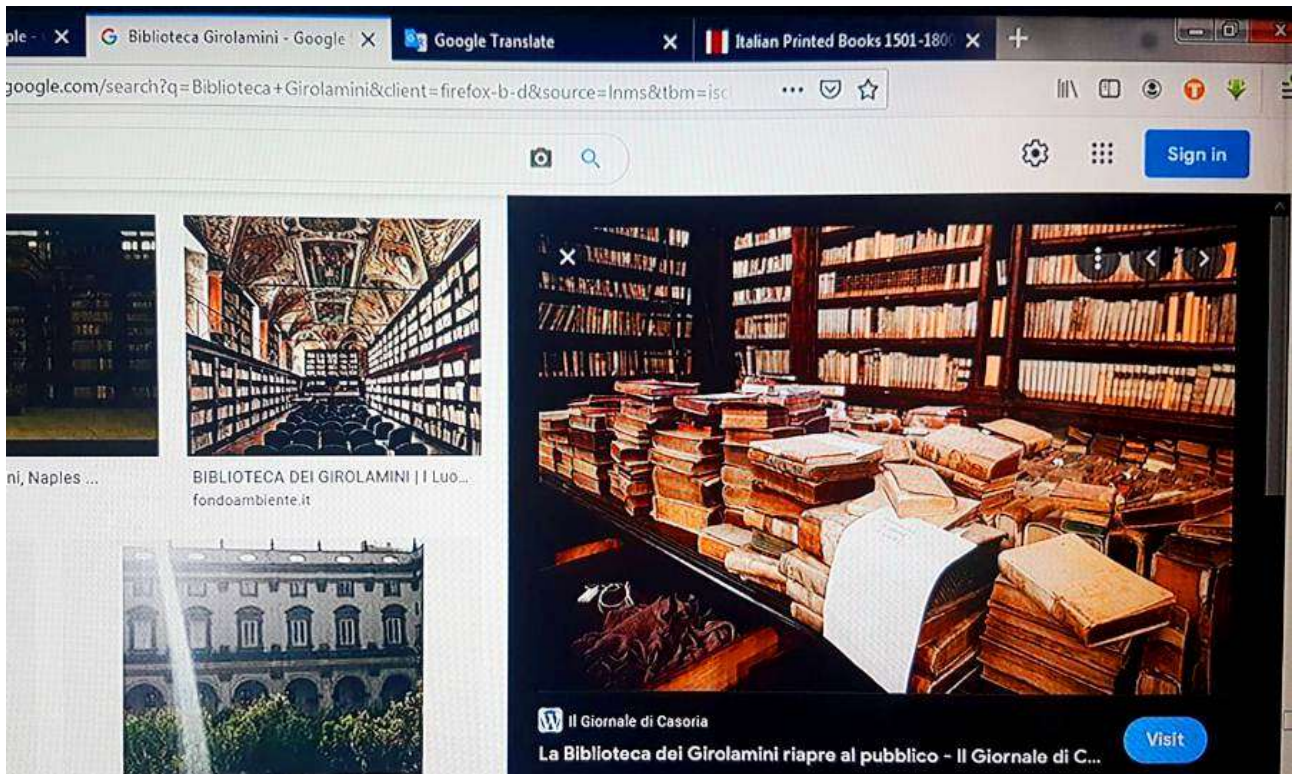 ple -
Biblioteca Girolamini - Google
Google Translate
Italian Printed Books 1501-180
google.com/search?q=Biblioteca+Girolamini&client=firefox-b-d&source=lnms&tbm=isc
Sign in
ni, Naples ...
BIBLIOTECA DEI GIROLAMINI | I Luo...
fondoambiente.it
Il Giornale di Casoria
La Biblioteca dei Girolamini riapre al pubblico - Il Giornale di C...
Visit